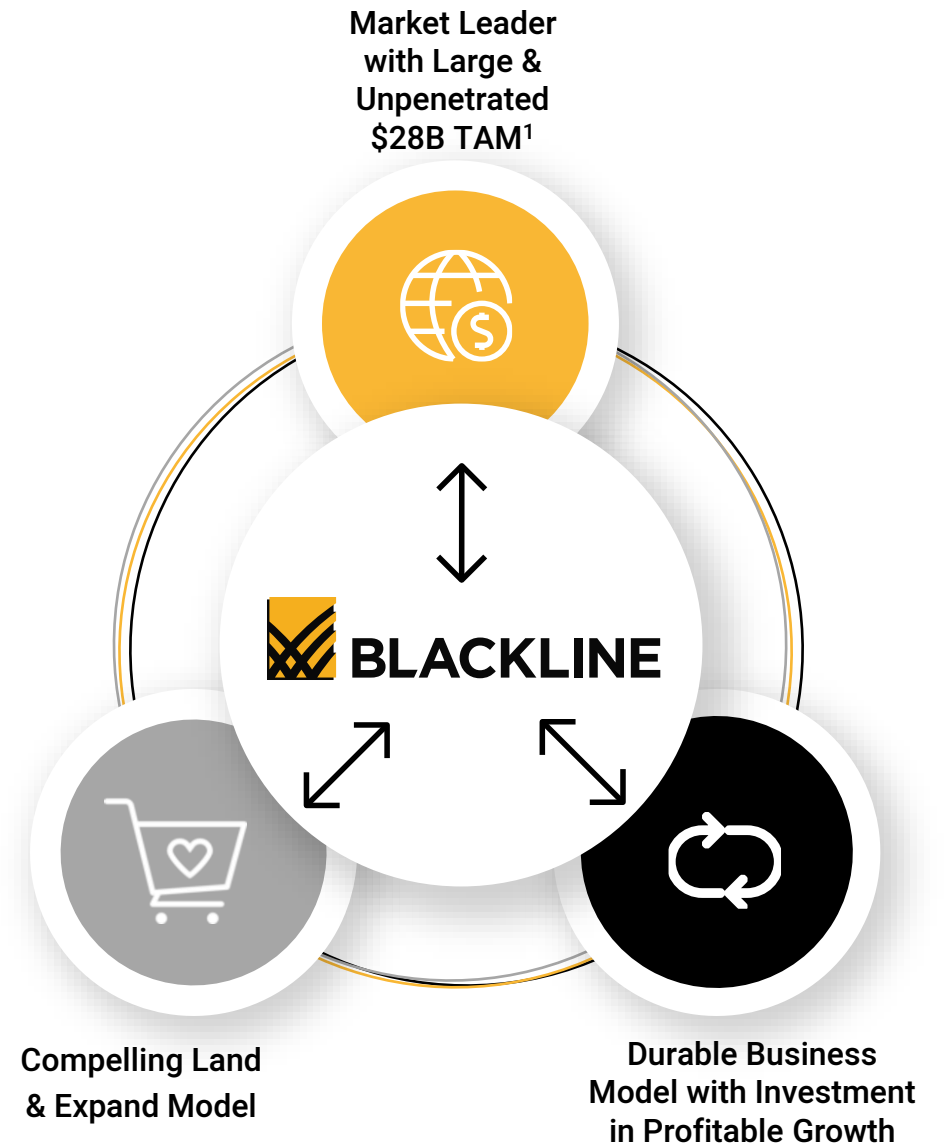 Market Leader
with Large &
Unpenetrated
$28B TAM¹
$
BLACKLINE
Compelling Land
& Expand Model
Durable Business
Model with Investment
in Profitable Growth